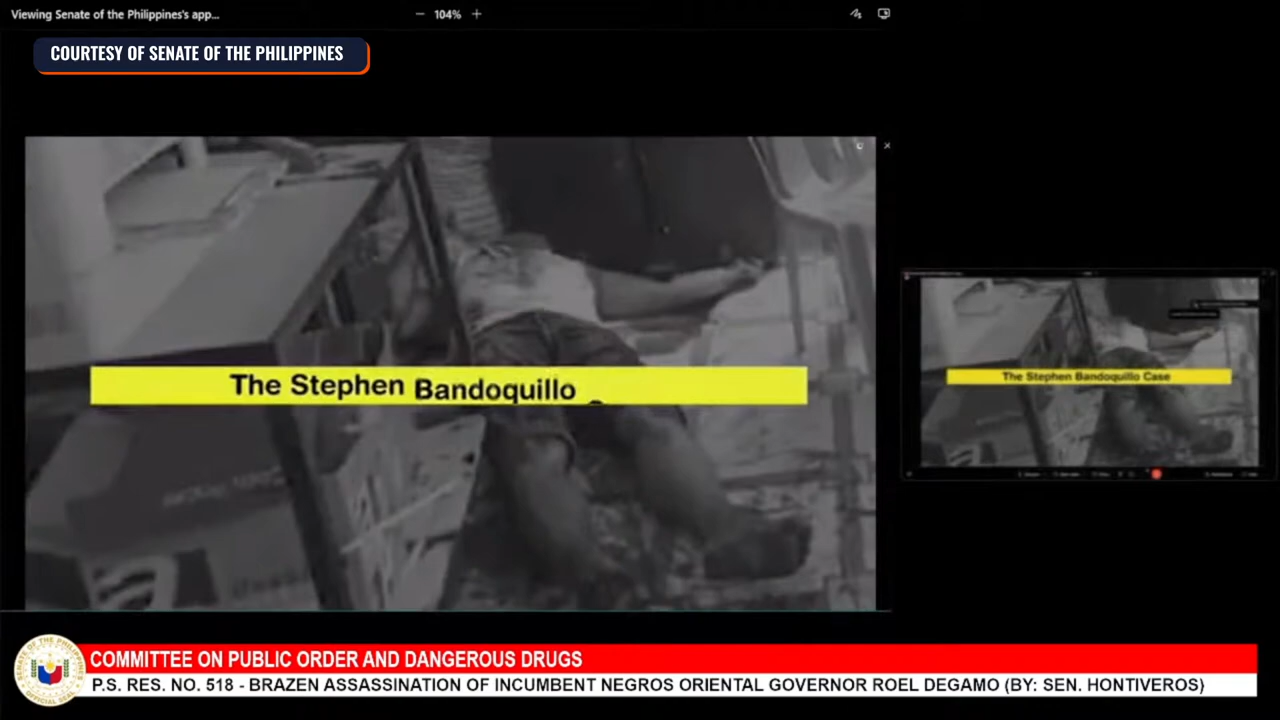 Viewing Senate of the Philippines's app...
104%
COURTESY OF SENATE OF THE PHILIPPINES
The Stephen Bandoquillo
The Stephen Bandoquillo Case
COMMITTEE ON PUBLIC ORDER AND DANGEROUS DRUGS
P.S. RES. NO. 518 - BRAZEN ASSASSINATION OF INCUMBENT NEGROS ORIENTAL GOVERNOR ROEL DEGAMO (BY: SEN. HONTIVEROS)